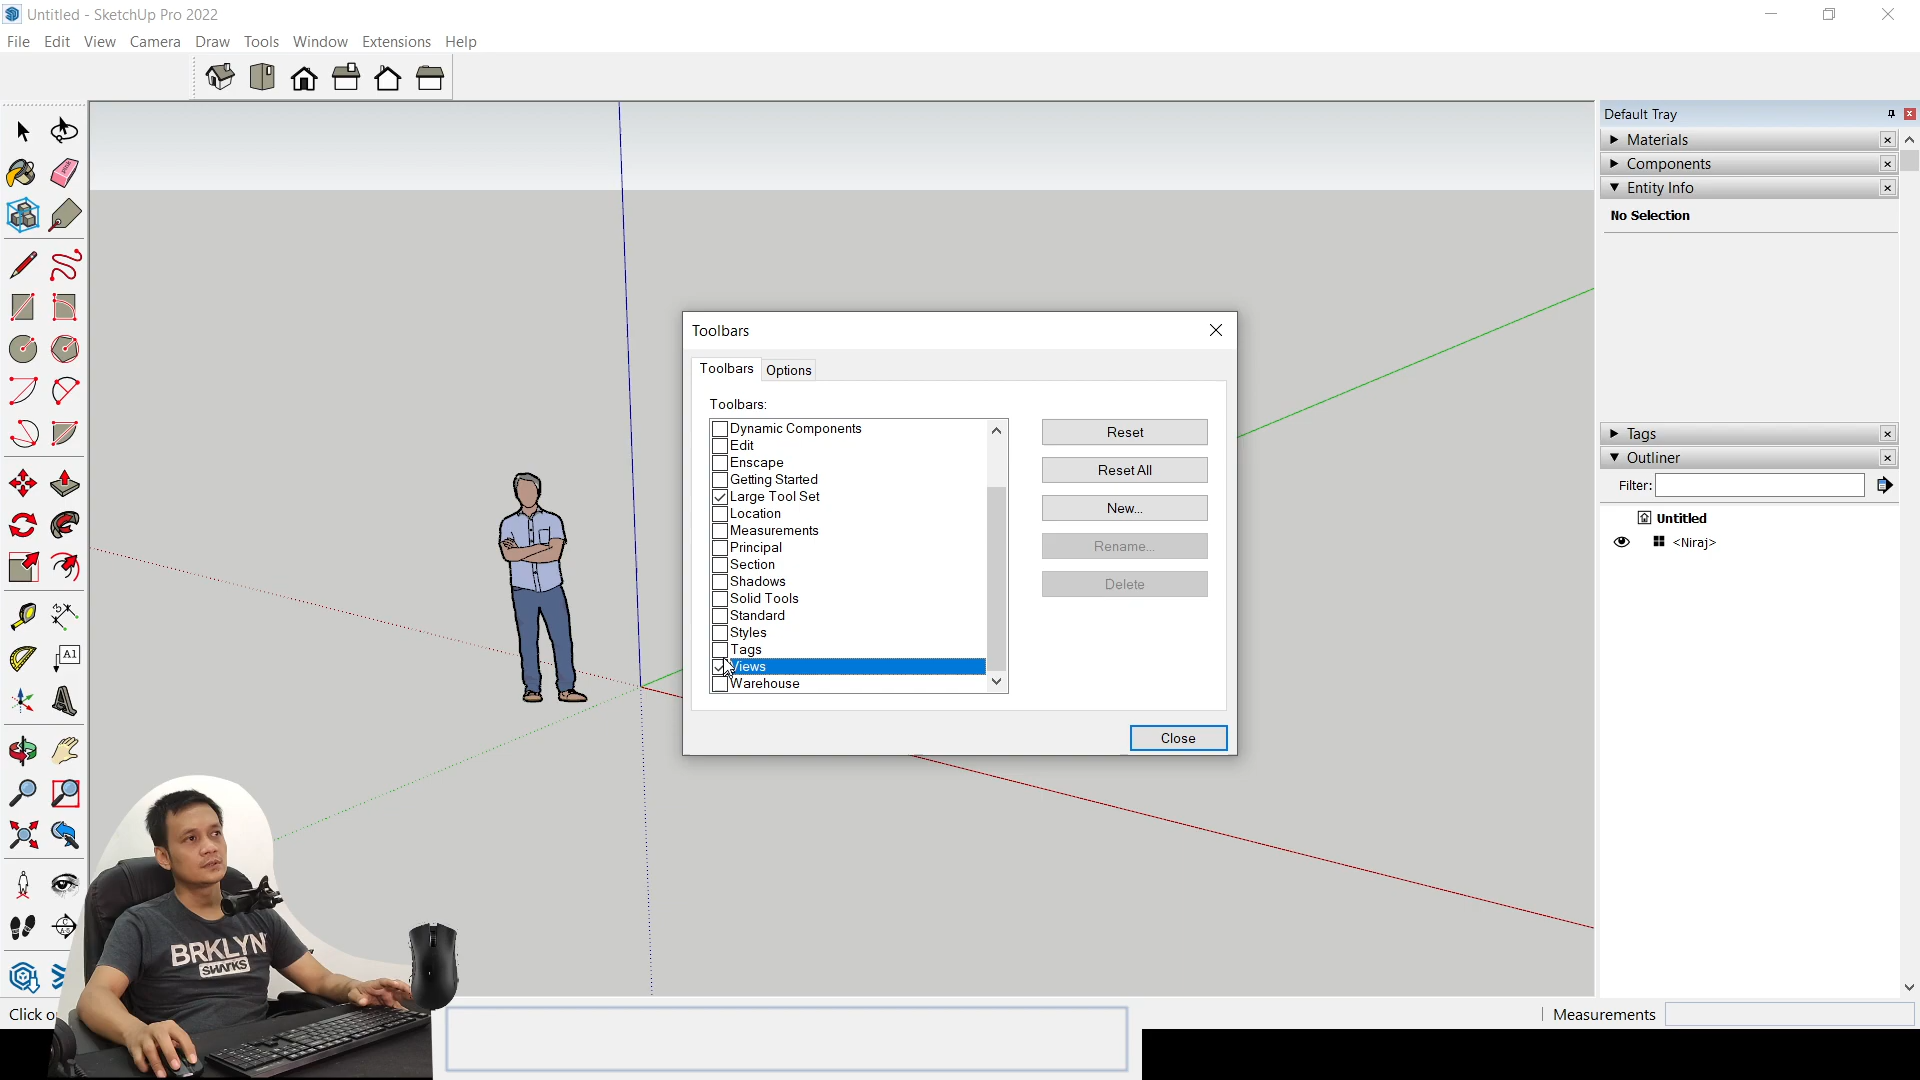 Untitled - SketchUp Pro 2022
File Edit View Camera Draw Tools Window Extensions Help
Default Tray
Materials
Components
Entity Info
No Selection
Toolbars
Toolbars Options
Toolbars:
Dynamic Components
Edit
Enscape
Getting Started
Large Tool Set
Location
Measurements
Principal
Section
Shadows
Solid Tools
Standard
Styles
Tags
Views
Warehouse
Reset
Reset All
New...
Rename...
Delete
Close
Tags
Outliner
Filter:
Untitled
<Niraj>
A1
BRKLYN
SHARKS
Click
Measurements